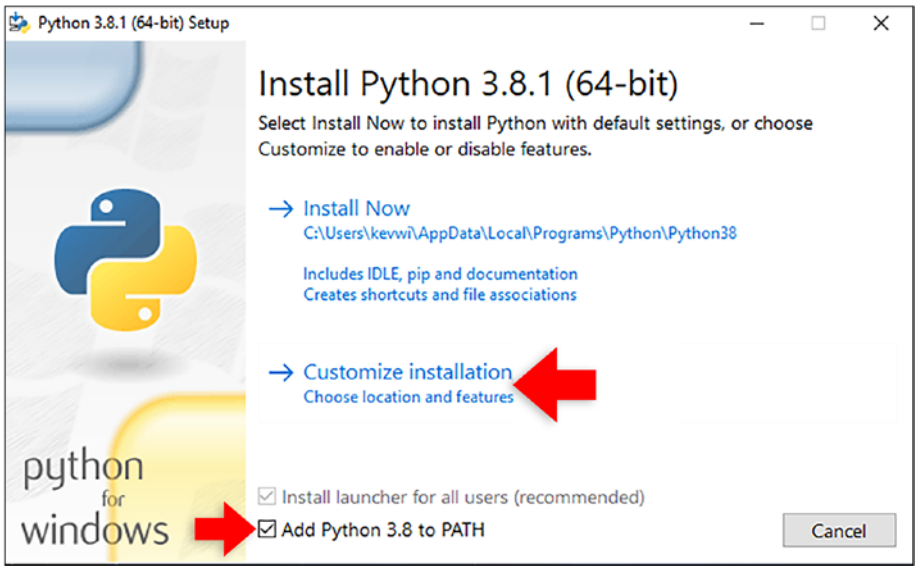 Python 3.8.1 (64-bit) Setup
Install Python 3.8.1 (64-bit)
Select Install Now to install Python with default settings, or choose
Customize to enable or disable features.
Install Now
C:\Users\kevwi\AppData\Local\Programs\Python\Python38
Includes IDLE, pip and documentation
Creates shortcuts and file associations
Customize installation
Choose location and features
python
for
windows
Install launcher for all users (recommended)
Add Python 3.8 to PATH
Cancel